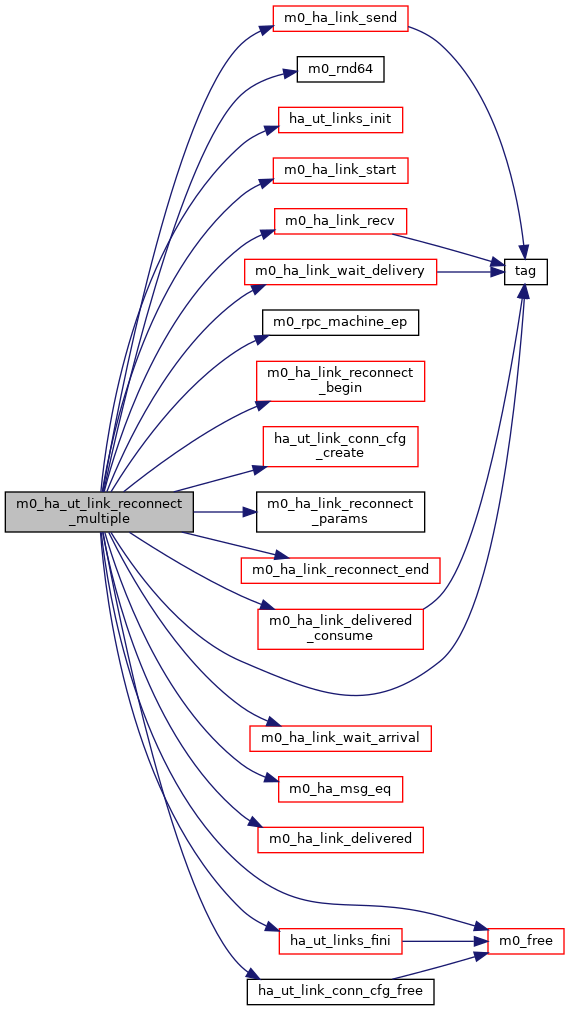 m0_ha_link_send
m0_rnd64
ha_ut_links_init
m0_ha_link_start
m0_ha_link_recv
m0_ha_link_wait_delivery
tag
m0_rpc_machine_ep
m0_ha_link_reconnect
_begin
ha_ut_link_conn_cfg
_create
m0_ha_ut_link_reconnect
_multiple
m0_ha_link_reconnect
_params
m0_ha_link_reconnect_end
m0_ha_link_delivered
_consume
m0_ha_link_wait_arrival
m0_ha_msg_eq
m0_ha_link_delivered
ha_ut_links_fini
m0_free
ha_ut_link_conn_cfg_free